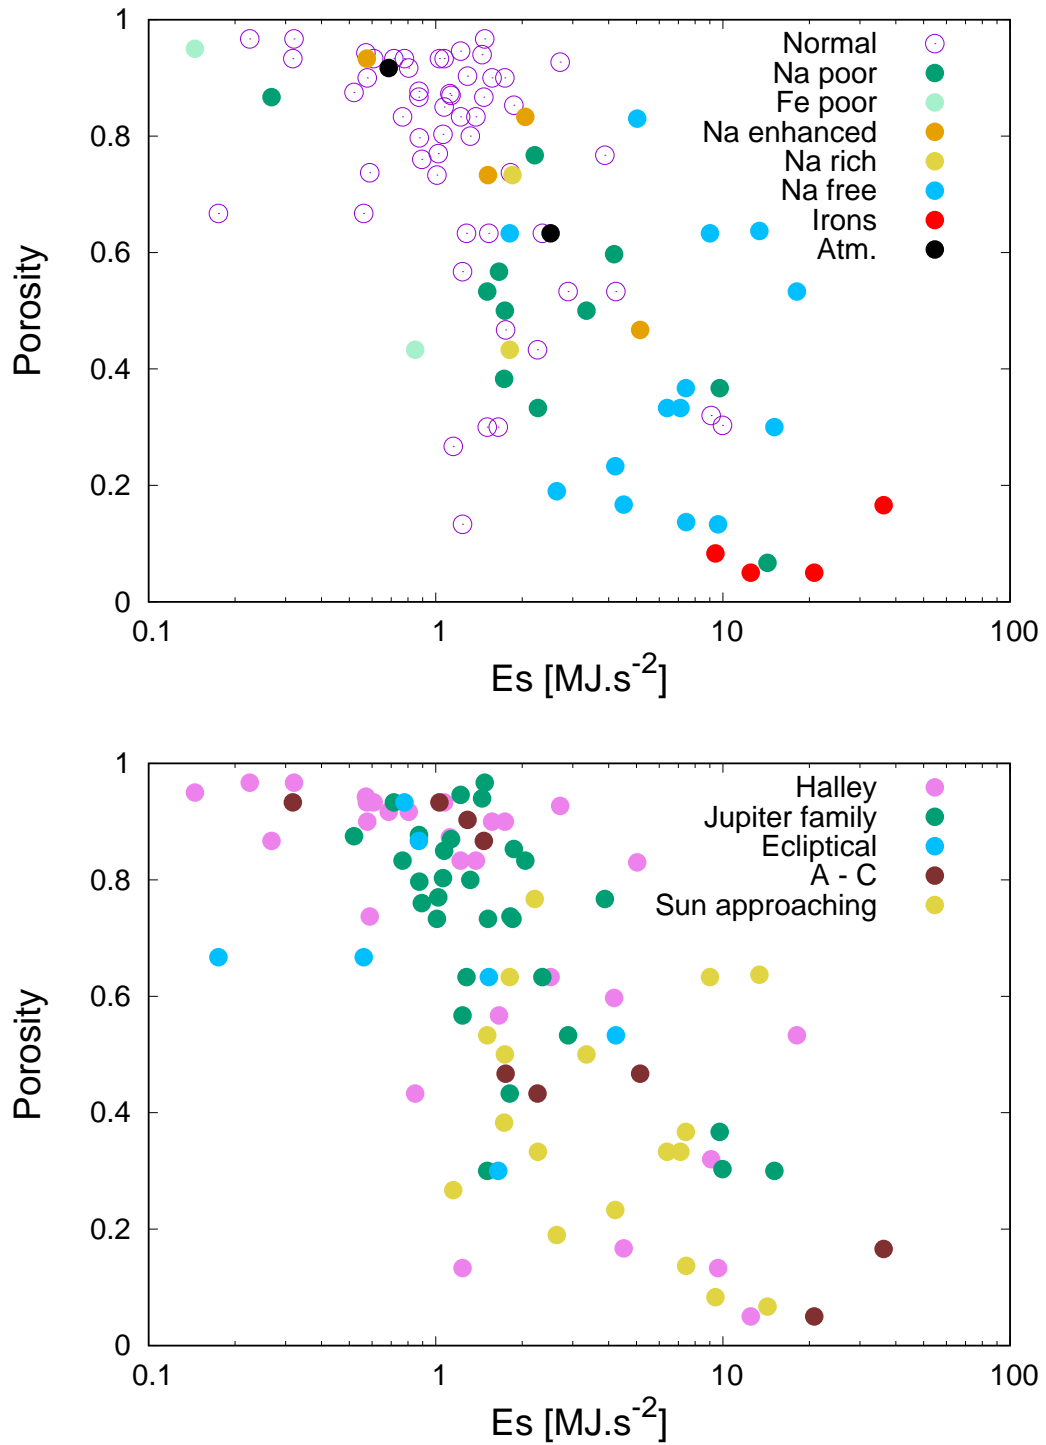 1
0.8
0.6
0.4
0.2
0
Porosity
0.1
1
10
100
Es [MJ.s⁻²]
Normal
Na poor
Fe poor
Na enhanced
Na rich
Na free
Irons
Atm.
1
0.8
0.6
0.4
0.2
0
Porosity
0.1
1
10
100
Es [MJ.s⁻²]
Halley
Jupiter family
Ecliptical
A - C
Sun approaching